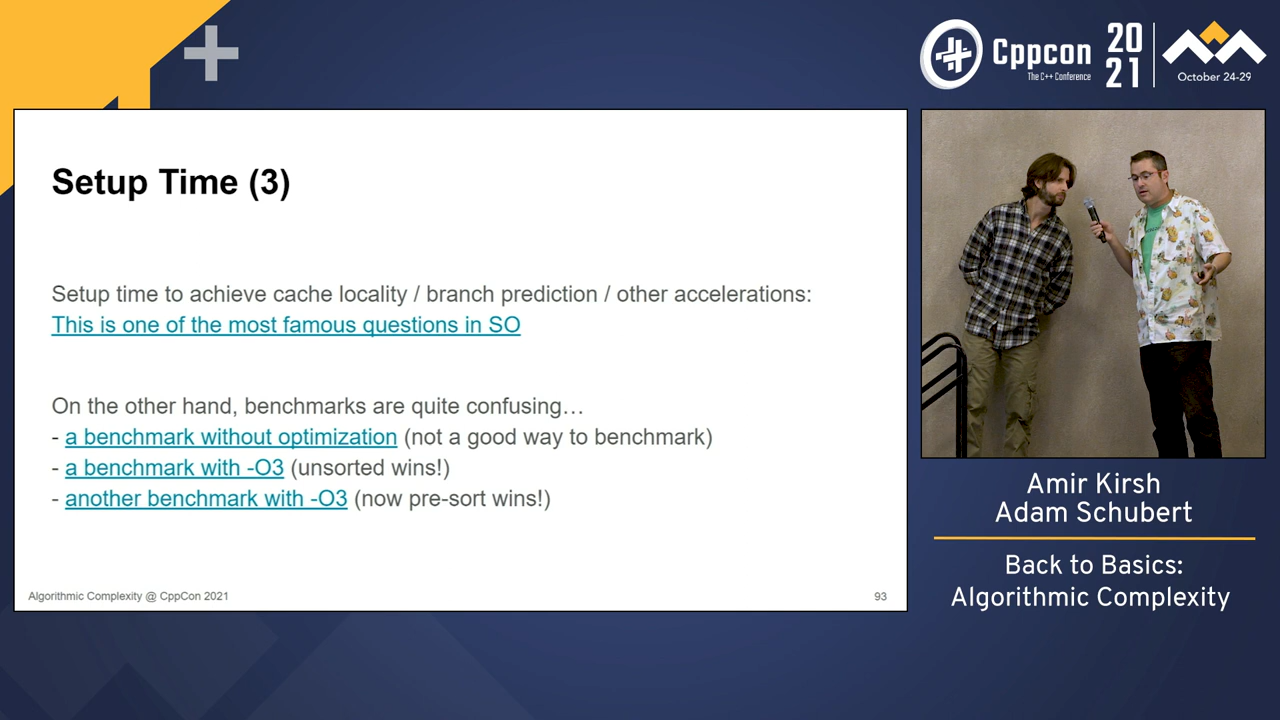 Cppcon
The C++ Conference
20
21
October 24-29
Setup Time (3)
Setup time to achieve cache locality / branch prediction / other accelerations:
This is one of the most famous questions in SO
On the other hand, benchmarks are quite confusing…
- a benchmark without optimization (not a good way to benchmark)
- a benchmark with -O3 (unsorted wins!)
- another benchmark with -O3 (now pre-sort wins!)
Algorithmic Complexity @ CppCon 2021
93
Amir Kirsh
Adam Schubert
Back to Basics:
Algorithmic Complexity